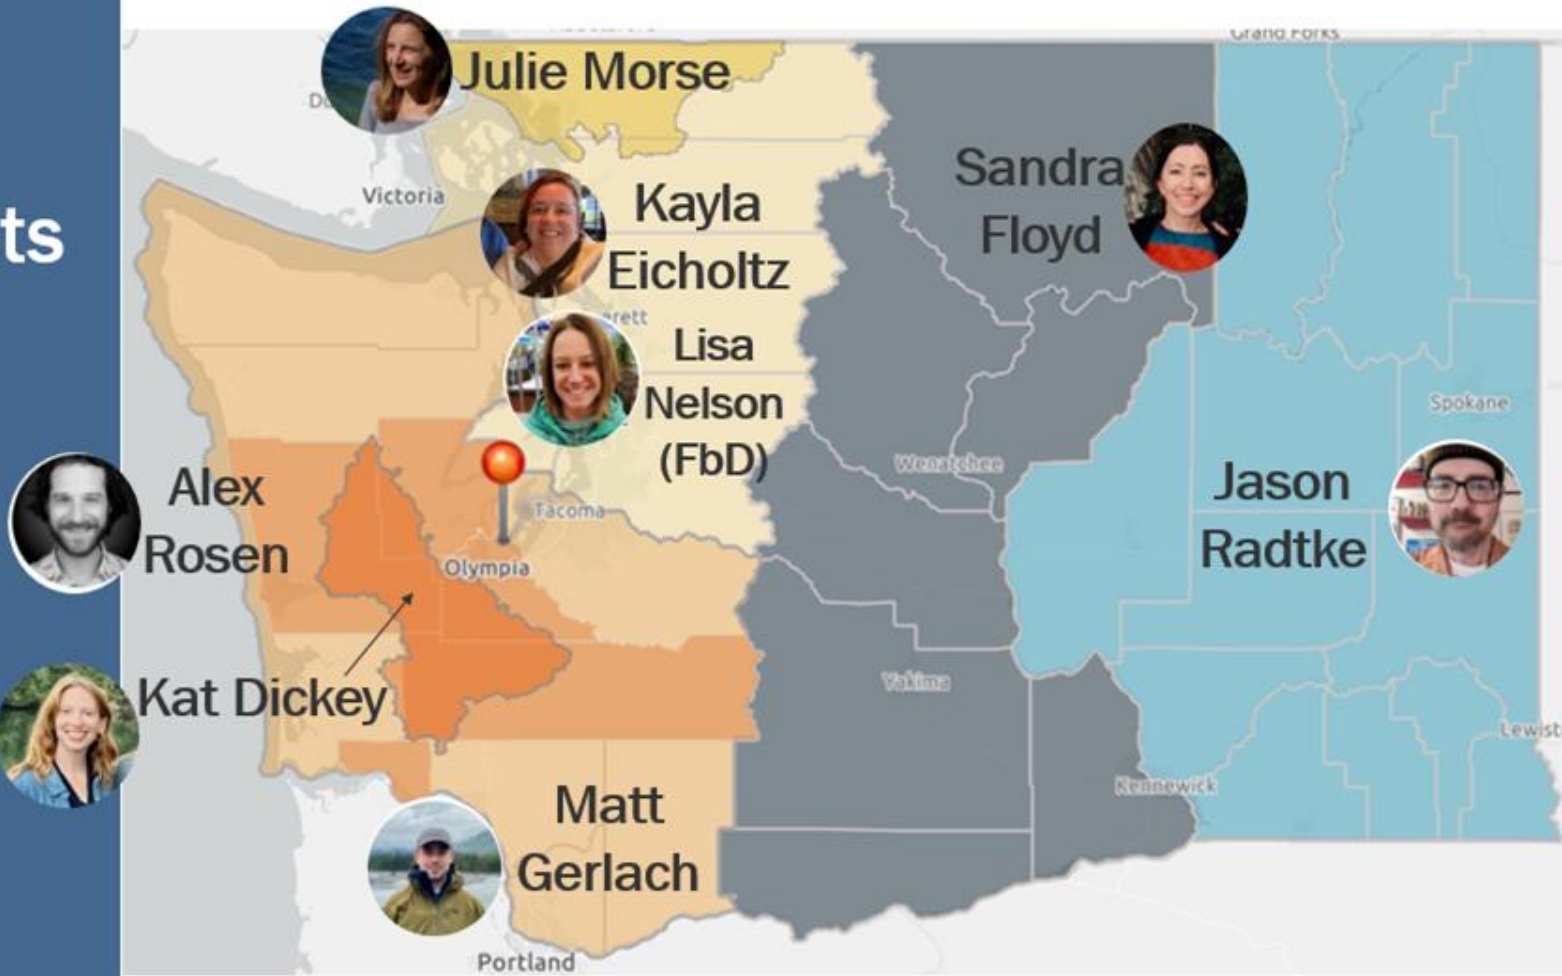 ts
Grand Forks
Julie Morse
Victoria
Kayla
Eicholtz
Sandra
Floyd
Lisa
Nelson
(FbD)
Spokane
Wenatchee
Alex
Rosen
Tacoma
Olympia
Jason
Radtke
Kat Dickey
Yakima
Lewist
Kennewick
Matt
Gerlach
Portland